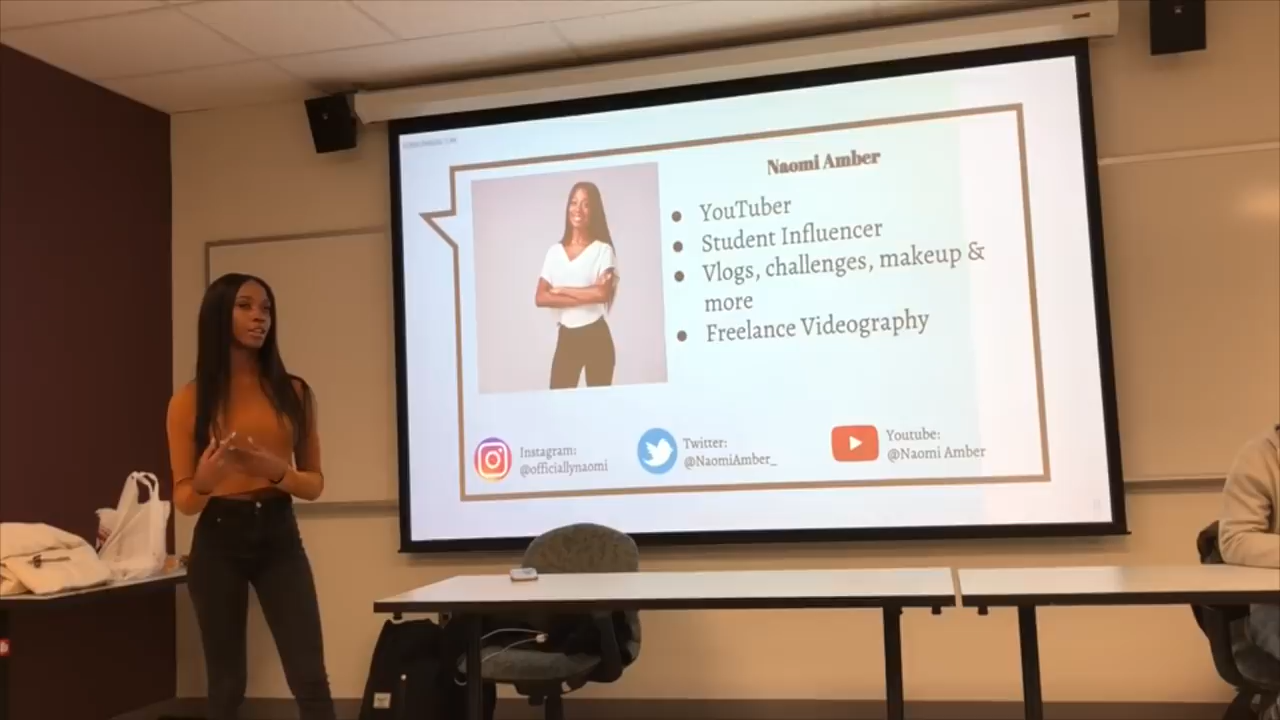 Naomi Amber
● YouTuber
● Student Influencer
● Vlogs, challenges, makeup &
more
● Freelance Videography
Instagram:
@officiallynaomi
Twitter:
@NaomiAmber_
Youtube:
@Naomi Amber